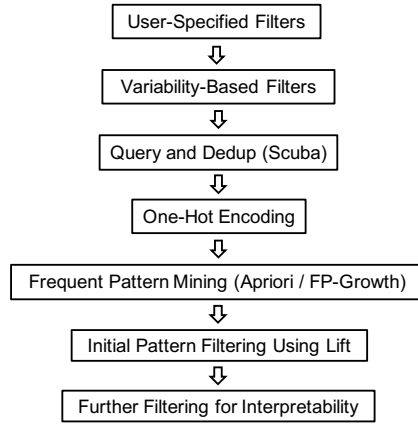 User-Specified Filters
Variability-Based Filters
Query and Dedup (Scuba)
One-Hot Encoding
Frequent Pattern Mining (Apriori / FP-Growth)
Initial Pattern Filtering Using Lift
Further Filtering for Interpretability